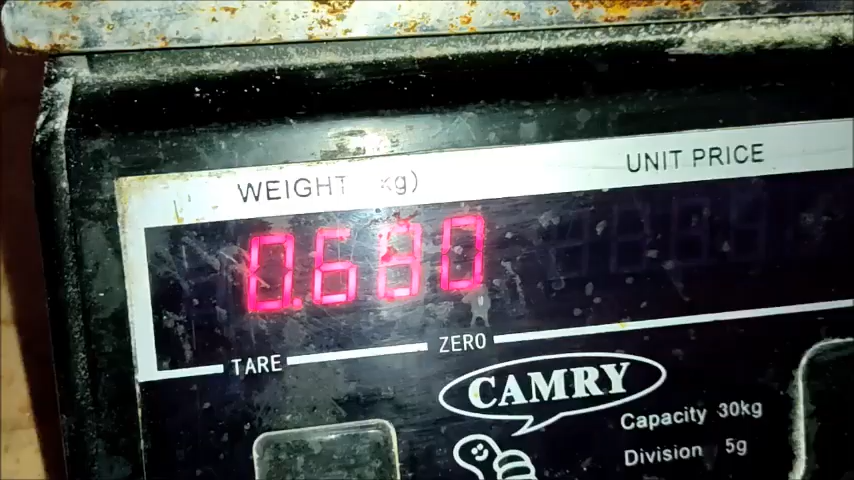 WEIGHT kg)
UNIT PRICE
0.680
TARE
ZERO
CAMRY
Capacity 30kg
Division 5g